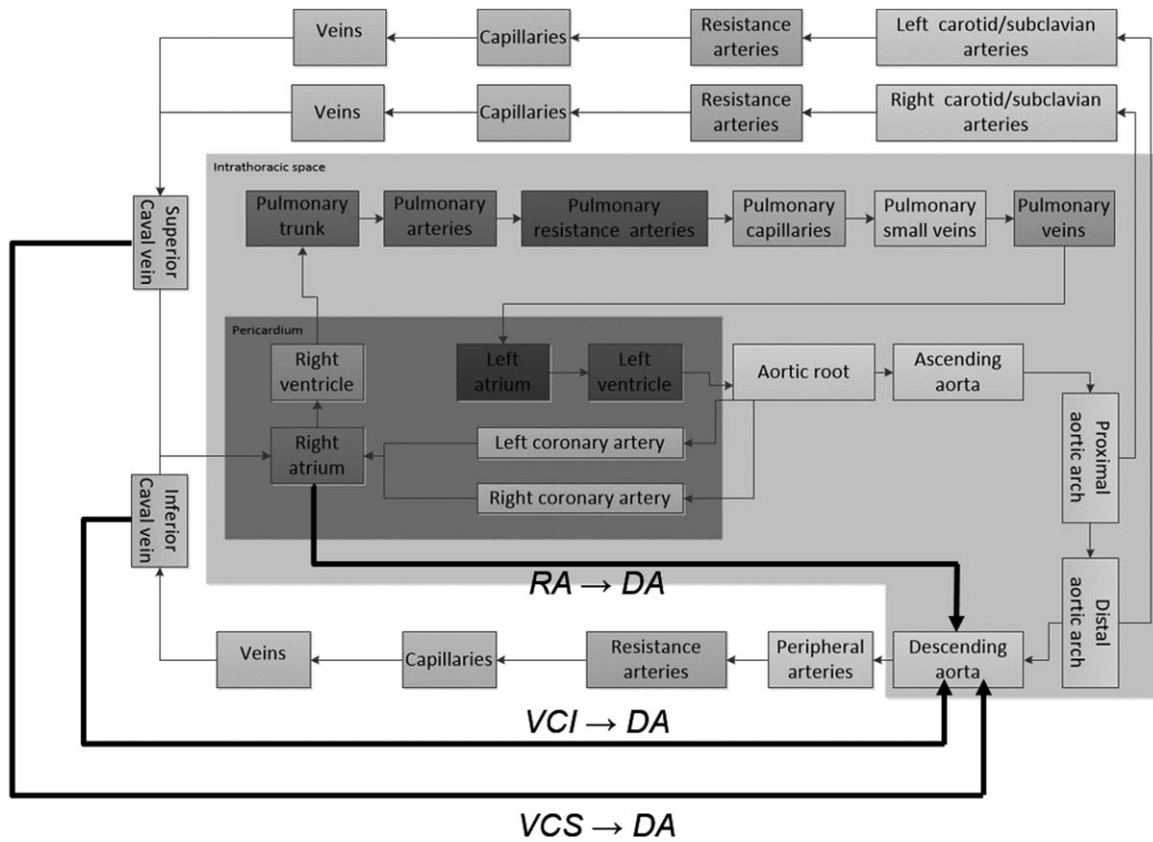 Veins
Capillaries
Resistance
arteries
Left carotid/subclavian
arteries
Veins
Capillaries
Resistance
arteries
Right carotid/subclavian
arteries
Intrathoracic space
Superior
Caval vein
Pulmonary
trunk
Pulmonary
arteries
Pulmonary
resistance arteries
Pulmonary
capillaries
Pulmonary
small veins
Pulmonary
veins
Pericardium
Right
ventricle
Left
atrium
Left
ventricle
Aortic root
Ascending
aorta
Proximal
aortic arch
Right
atrium
Left coronary artery
Right coronary artery
Inferior
Caval vein
RA → DA
Distal
aortic arch
Veins
Capillaries
Resistance
arteries
Peripheral
arteries
Descending
aorta
VCI → DA
VCS → DA